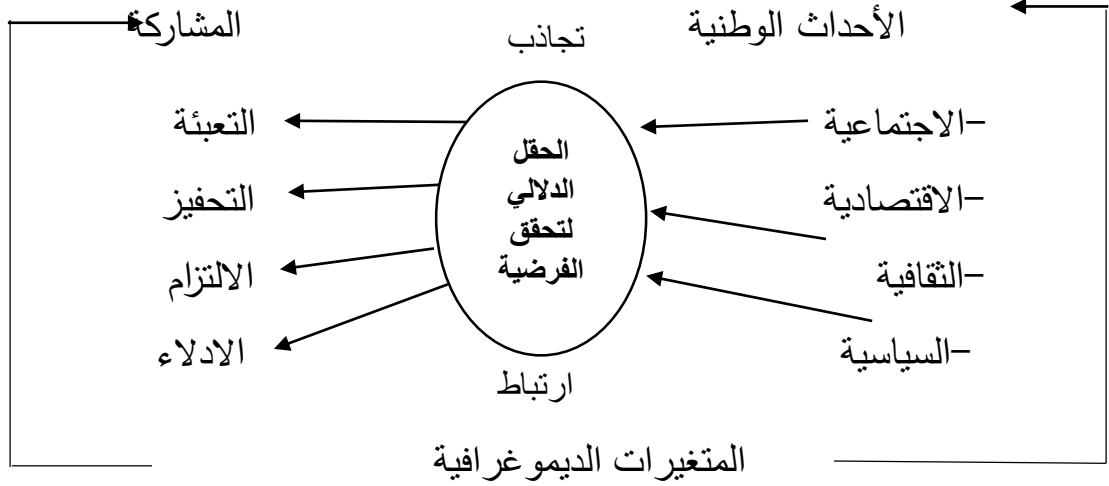 الأحداث الوطنية
تجاذب
المشاركة
-الاجتماعية
-الاقتصادية
-الثقافية
-السياسية
الحقل
الدلالي
لتحقق
الفرضية
التعبئة
التحفيز
الالتزام
الادلاء
ارتباط
المتغيرات الديموغرافية